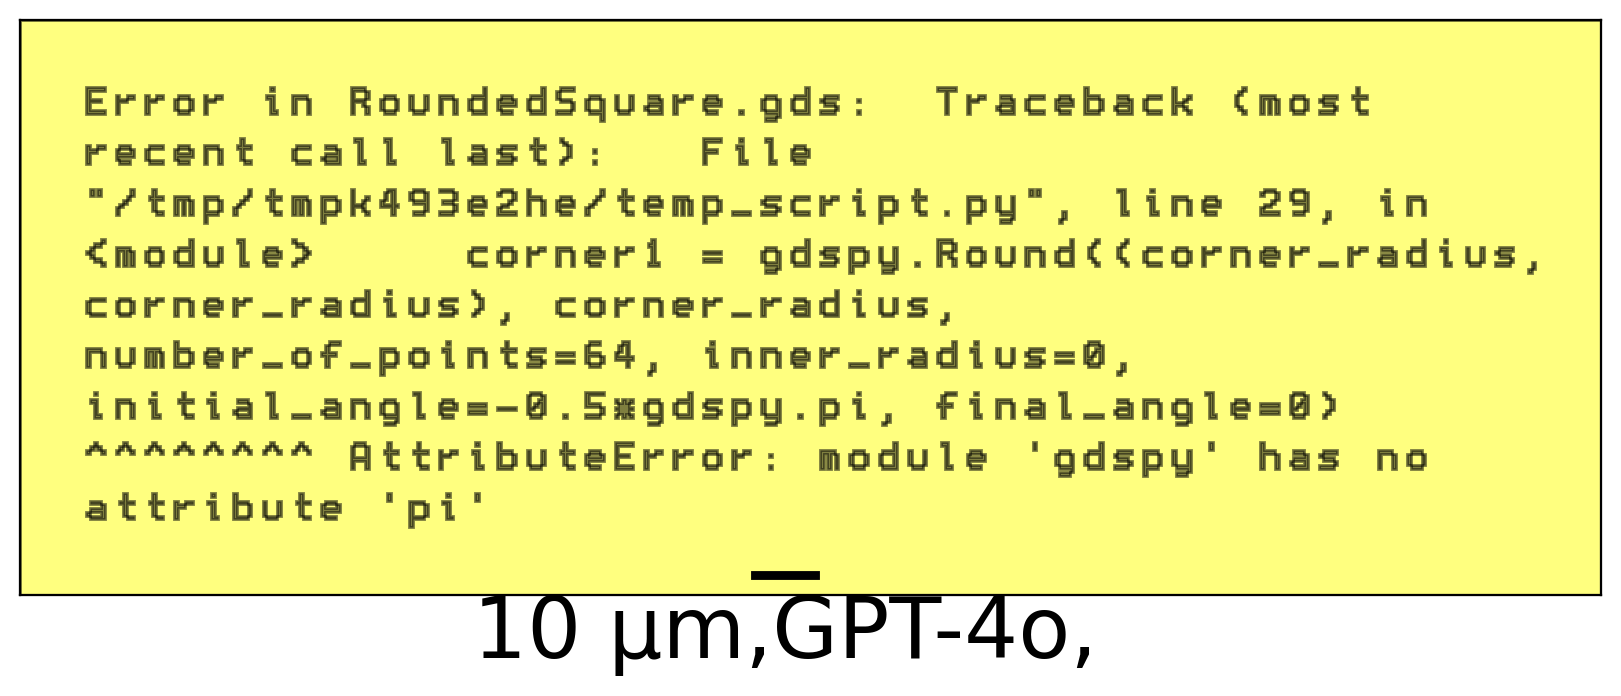 Error in RoundedSquare.gds:  Traceback (most
recent call last):   File
"/tmp/tmpk493e2he/temp_script.py", line 29, in
<module>     corner1 = gdspy.Round((corner_radius,
corner_radius), corner_radius,
number_of_points=64, inner_radius=0,
initial_angle=-0.5*gdspy.pi, final_angle=0)
^^^^^^^^ AttributeError: module 'gdspy' has no
attribute 'pi'
10 µm,GPT-4o,